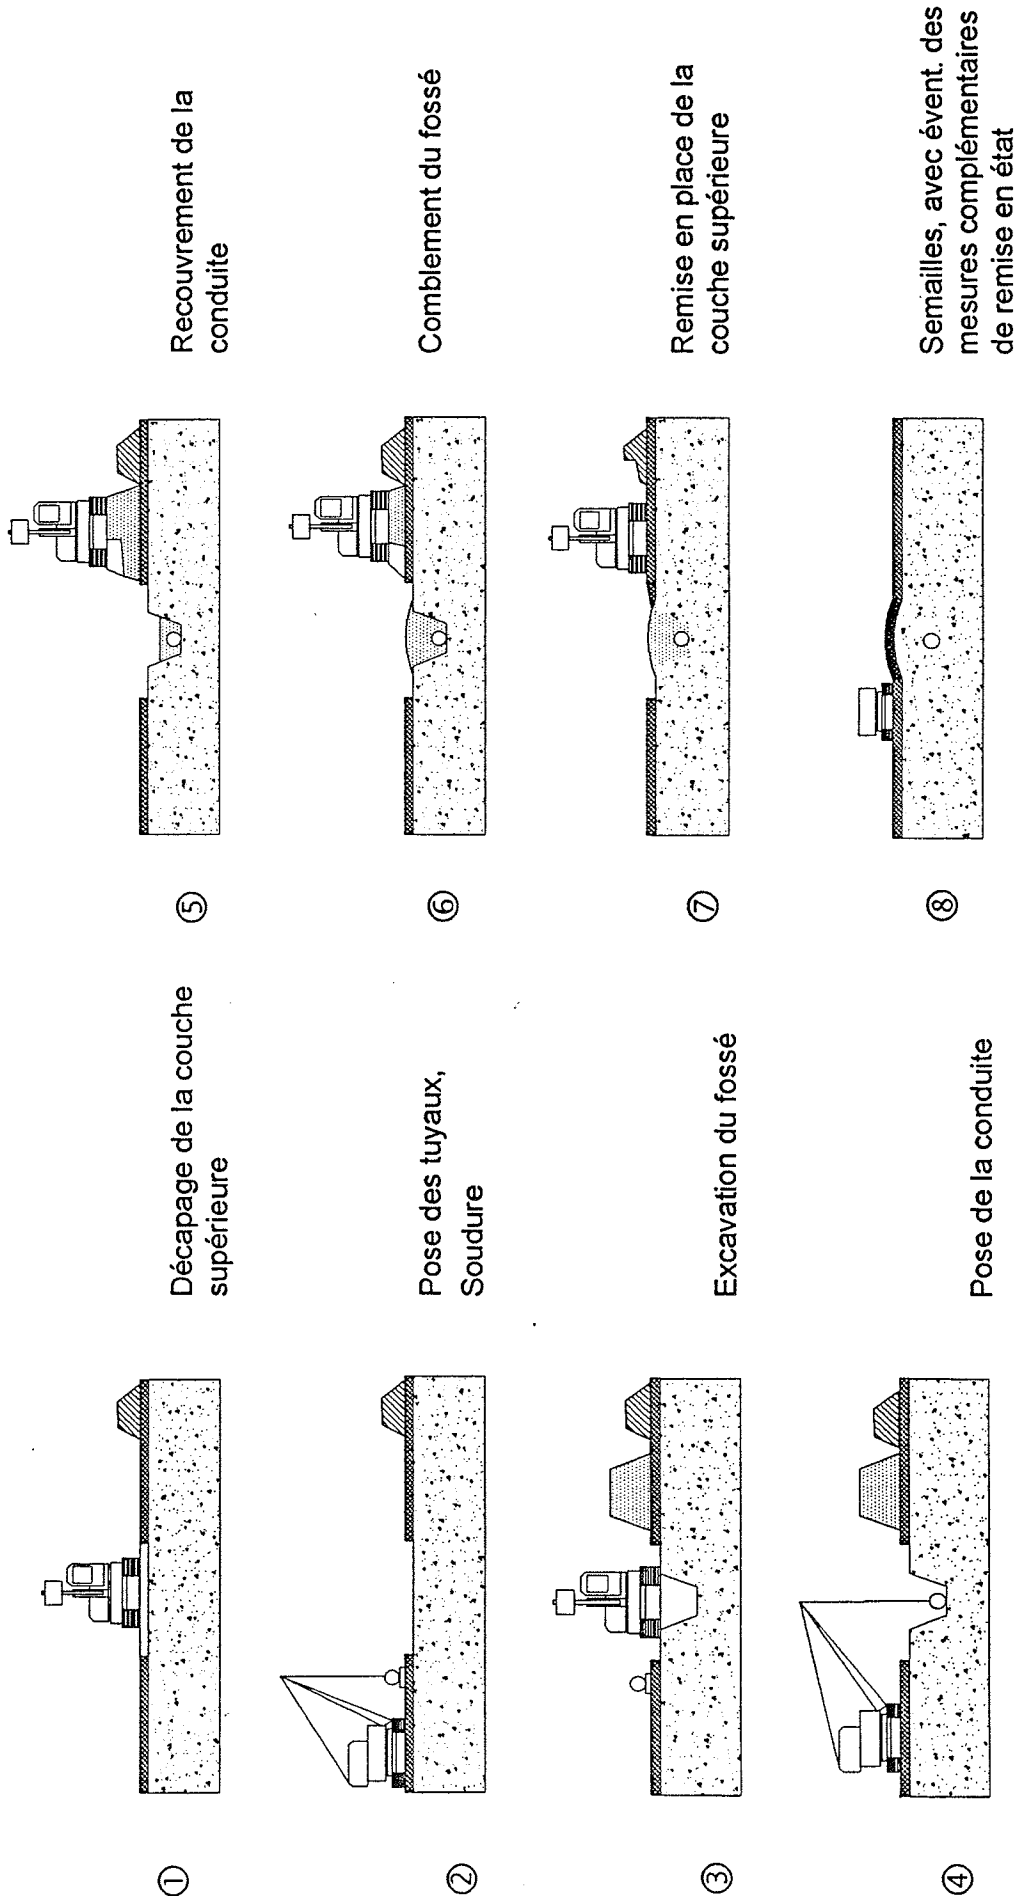 ①
Décapage de la couche
supérieure
②
Pose des tuyaux,
Soudure
③
Excavation du fossé
④
Pose de la conduite
⑤
Recouvrement de la
conduite
⑥
Comblement du fossé
⑦
Remise en place de la
couche supérieure
⑧
Semailles, avec évent. des
mesures complémentaires
de remise en état